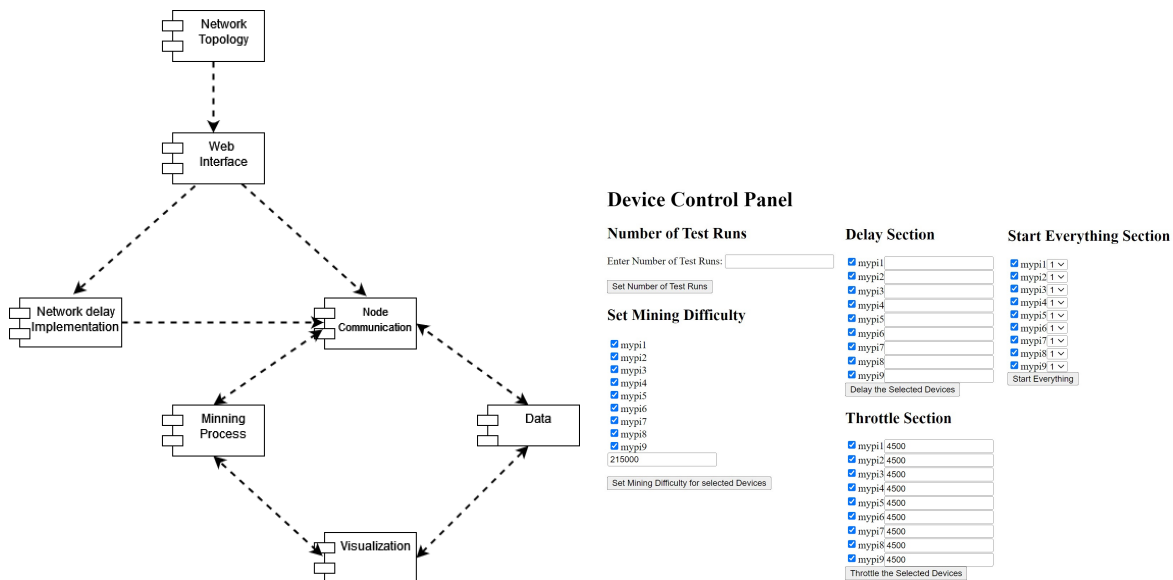 Network
Topology
Web
Interface
Network delay
Implementation
Node
Communication
Minning
Process
Data
Visualization
Device Control Panel
Number of Test Runs
Enter Number of Test Runs:
Set Number of Test Runs
Set Mining Difficulty
mypi1
mypi2
mypi3
mypi4
mypi5
mypi6
mypi7
mypi8
mypi9
215000
Set Mining Difficulty for selected Devices
Delay Section
mypi1
mypi2
mypi3
mypi4
mypi5
mypi6
mypi7
mypi8
mypi9
Delay the Selected Devices
Throttle Section
mypi1 4500
mypi2 4500
mypi3 4500
mypi4 4500
mypi5 4500
mypi6 4500
mypi7 4500
mypi8 4500
mypi9 4500
Throttle the Selected Devices
Start Everything Section
mypi1 1
mypi2 1
mypi3 1
mypi4 1
mypi5 1
mypi6 1
mypi7 1
mypi8 1
mypi9 1
Start Everything